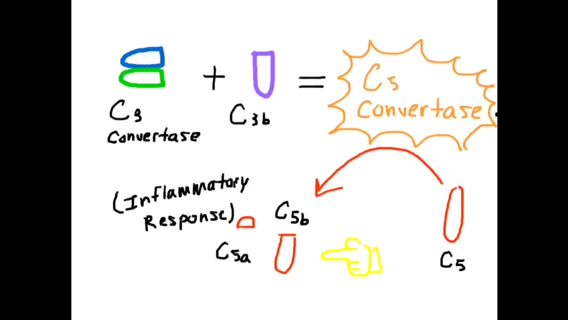 + =
C3
Convertase
C3b
C5
Convertase
(Inflammatory
Response)
C5b
C5a
C5